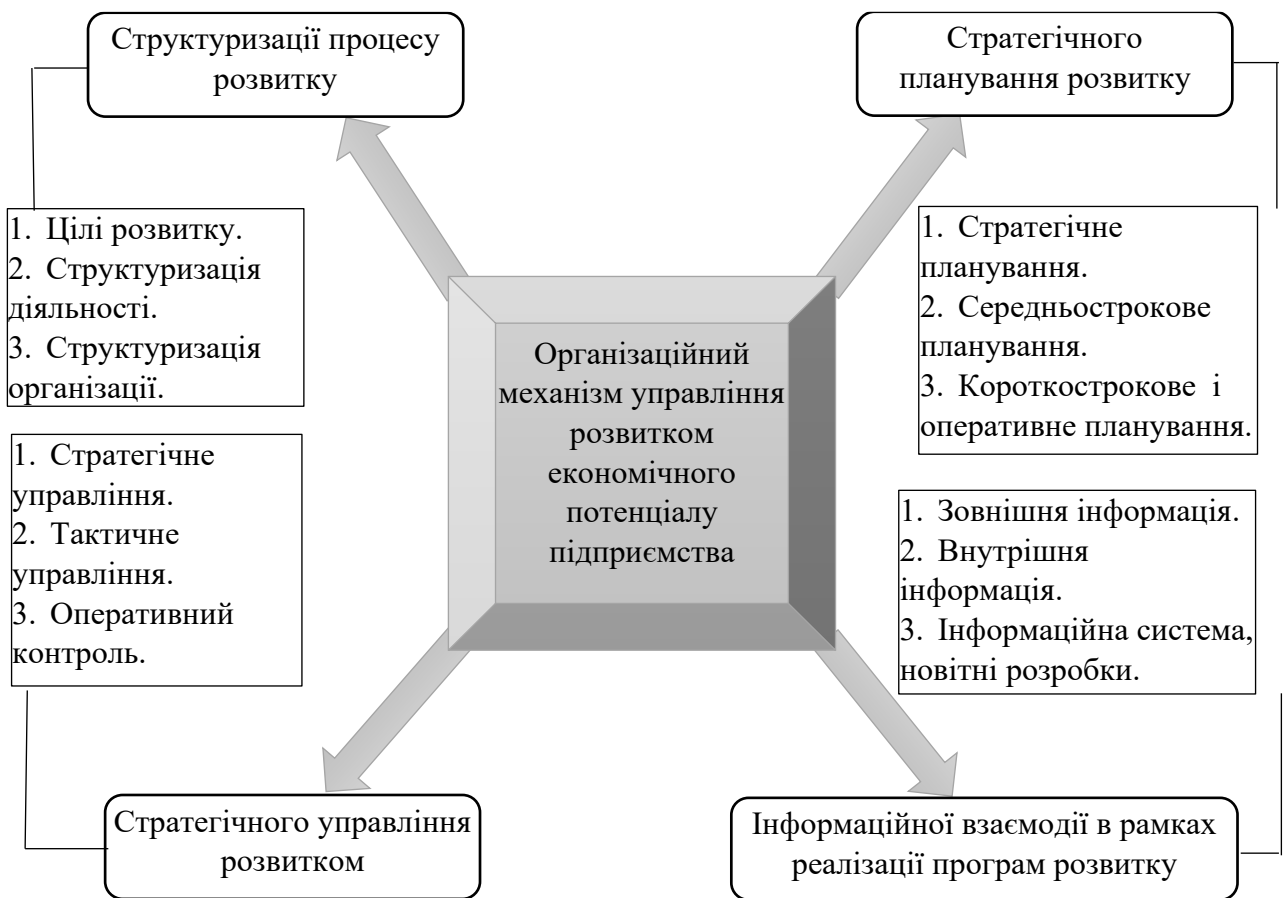 Структуризації процесу
розвитку
Стратегічного
планування розвитку
1. Цілі розвитку.
2. Структуризація
діяльності.
3. Структуризація
організації.
1. Стратегічне
планування.
2. Середньострокове
планування.
3. Короткострокове і
оперативне планування.
Організаційний
механізм управління
розвитком
економічного
потенціалу
підприємства
1. Стратегічне
управління.
2. Тактичне
управління.
3. Оперативний
контроль.
1. Зовнішня інформація.
2. Внутрішня
інформація.
3. Інформаційна система,
новітні розробки.
Стратегічного управління
розвитком
Інформаційної взаємодії в рамках
реалізації програм розвитку